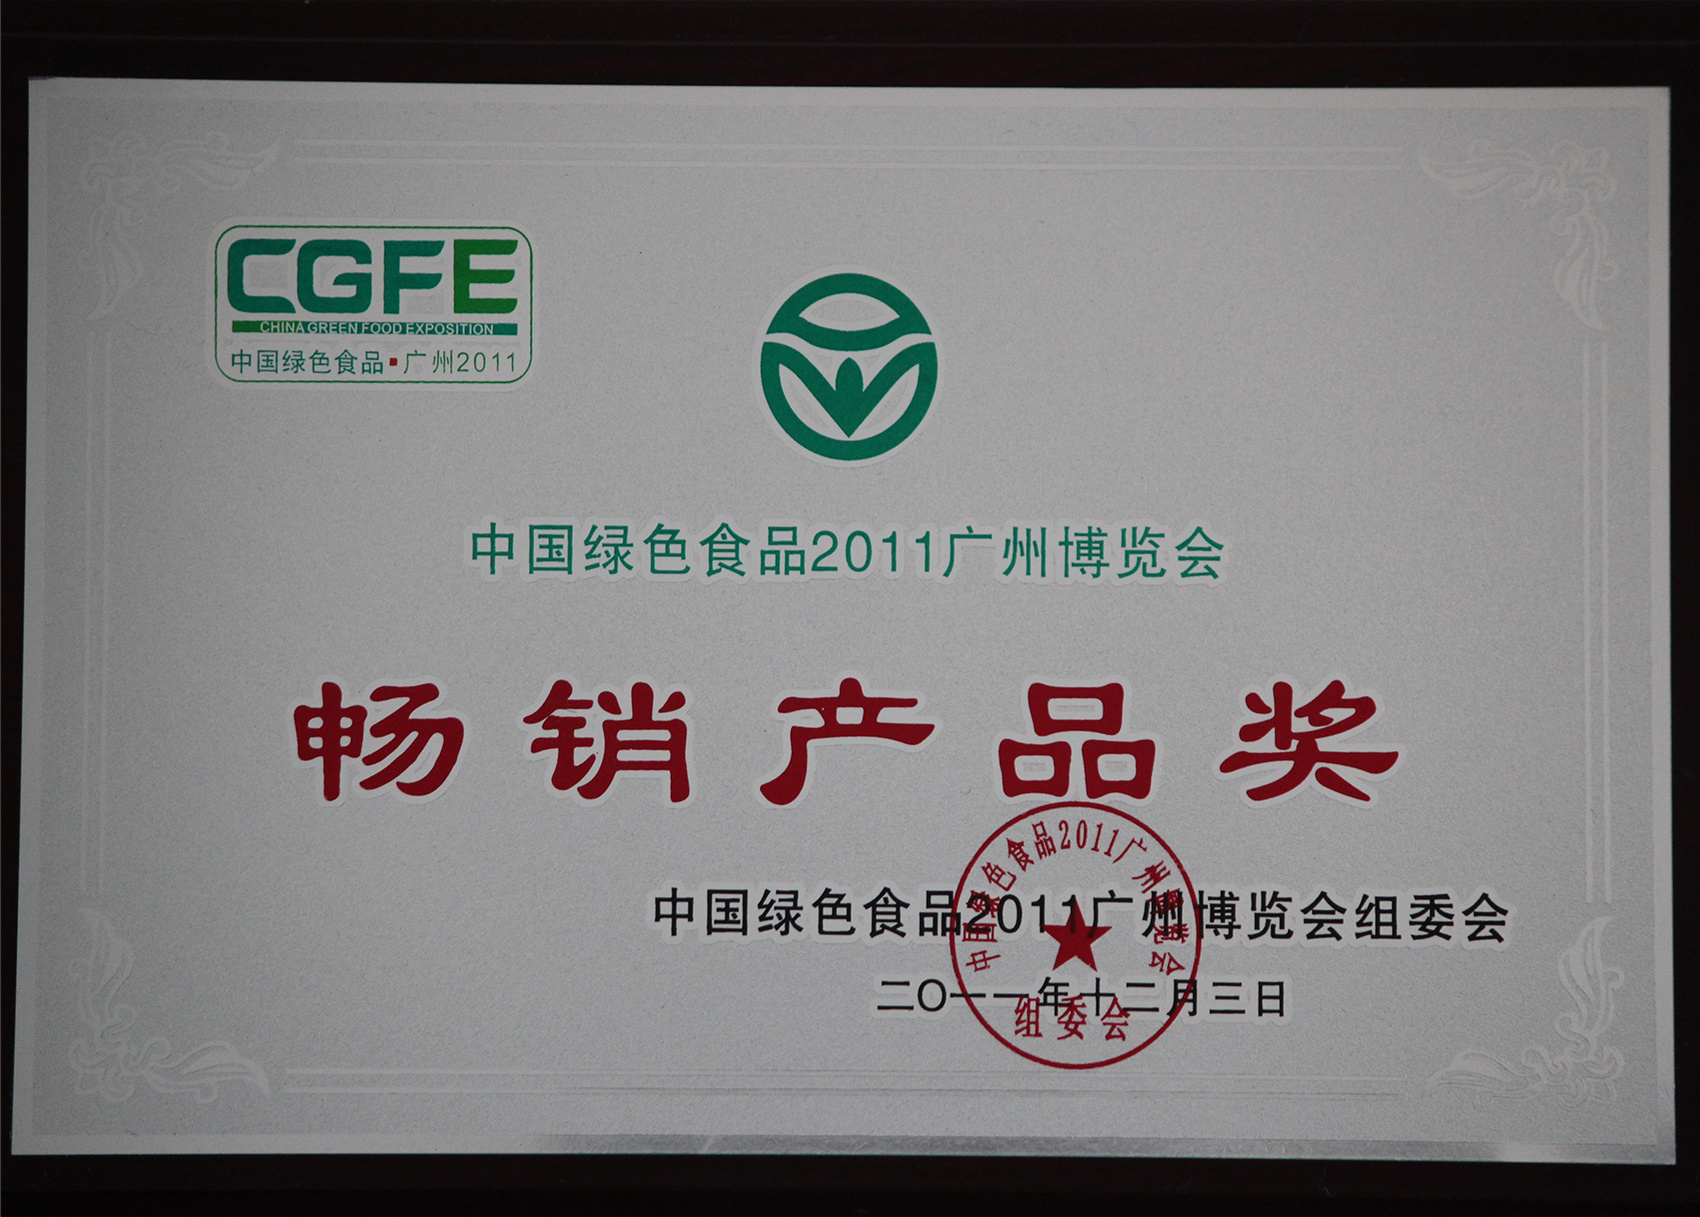 CGFE
CHINA GREEN FOOD EXPOSITION
中国绿色食品·广州2011
中国绿色食品2011广州博览会
畅销产品奖
中国绿色食品2011广州博览会组委会
二〇一一年十二月三日
中国绿色食品2011广州博览会
组委会